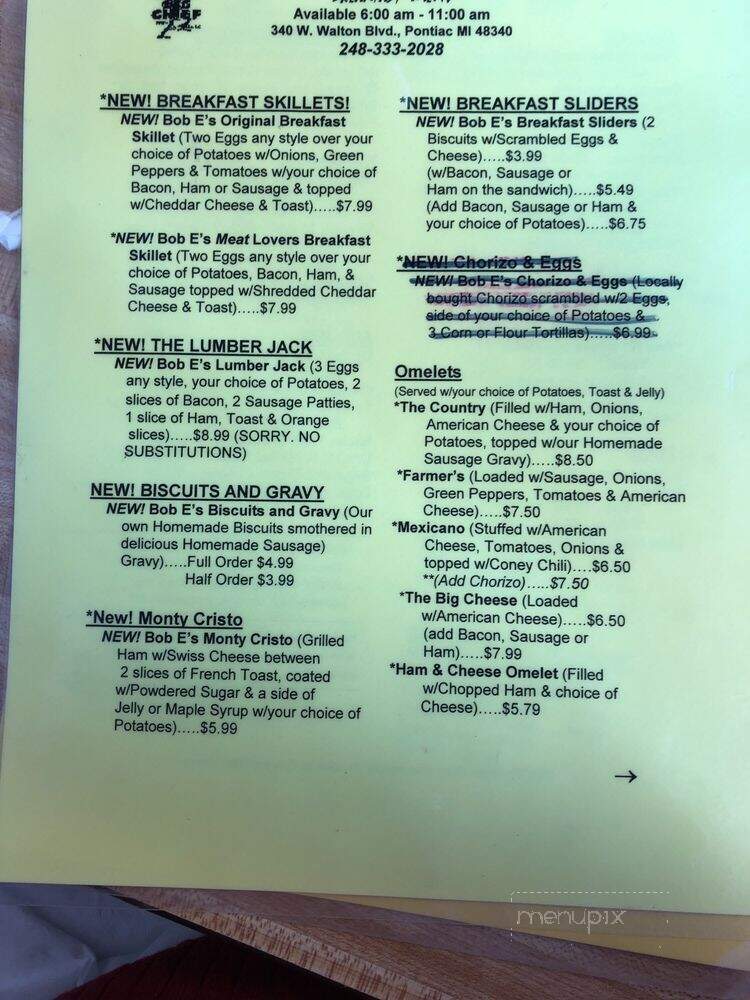 BIG
CHIEF
Available 6:00 am - 11:00 am
340 W. Walton Blvd., Pontiac MI 48340
248-333-2028
*NEW! BREAKFAST SKILLETS!
NEW! Bob E's Original Breakfast
Skillet (Two Eggs any style over your
choice of Potatoes w/Onions, Green
Peppers & Tomatoes w/your choice of
Bacon, Ham or Sausage & topped
w/Cheddar Cheese & Toast).....$7.99
*NEW! Bob E's Meat Lovers Breakfast
Skillet (Two Eggs any style over your
choice of Potatoes, Bacon, Ham, &
Sausage topped w/Shredded Cheddar
Cheese & Toast).....$7.99
*NEW! THE LUMBER JACK
NEW! Bob E's Lumber Jack (3 Eggs
any style, your choice of Potatoes, 2
slices of Bacon, 2 Sausage Patties,
1 slice of Ham, Toast & Orange
slices).....$8.99 (SORRY. NO
SUBSTITUTIONS)
NEW! BISCUITS AND GRAVY
NEW! Bob E's Biscuits and Gravy (Our
own Homemade Biscuits smothered in
delicious Homemade Sausage)
Gravy).....Full Order $4.99
Half Order $3.99
*New! Monty Cristo
NEW! Bob E's Monty Cristo (Grilled
Ham w/Swiss Cheese between
2 slices of French Toast, coated
w/Powdered Sugar & a side of
Jelly or Maple Syrup w/your choice of
Potatoes).....$5.99
*NEW! BREAKFAST SLIDERS
NEW! Bob E's Breakfast Sliders (2
Biscuits w/Scrambled Eggs &
Cheese).....$3.99
(w/Bacon, Sausage or
Ham on the sandwich).....$5.49
(Add Bacon, Sausage or Ham &
your choice of Potatoes).....$6.75
*NEW! Chorizo & Eggs
NEW! Bob E's Chorizo & Eggs (Locally
bought Chorizo scrambled w/2 Eggs,
side of your choice of Potatoes &
3 Corn or Flour Tortillas).....$6.99
Omelets
(Served w/your choice of Potatoes, Toast & Jelly)
*The Country (Filled w/Ham, Onions,
American Cheese & your choice of
Potatoes, topped w/our Homemade
Sausage Gravy).....$8.50
*Farmer's (Loaded w/Sausage, Onions,
Green Peppers, Tomatoes & American
Cheese).....$7.50
*Mexicano (Stuffed w/American
Cheese, Tomatoes, Onions &
topped w/Coney Chili)....$6.50
**(Add Chorizo).....$7.50
*The Big Cheese (Loaded
w/American Cheese).....$6.50
(add Bacon, Sausage or
Ham).....$7.99
*Ham & Cheese Omelet (Filled
w/Chopped Ham & choice of
Cheese).....$5.79
→
menupix